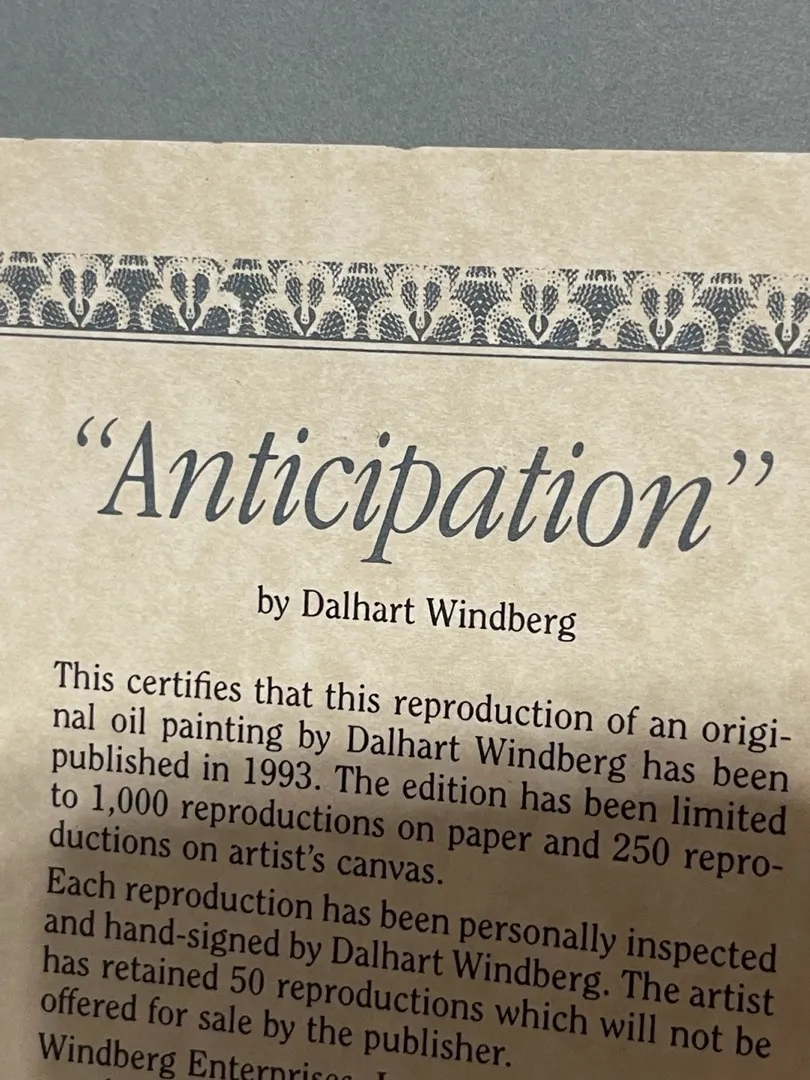 “Anticipation”
by Dalhart Windberg
This certifies that this reproduction of an origi-
nal oil painting by Dalhart Windberg has been
published in 1993. The edition has been limited
to 1,000 reproductions on paper and 250 repro-
ductions on artist’s canvas.
Each reproduction has been personally inspected
and hand-signed by Dalhart Windberg. The artist
has retained 50 reproductions which will not be
offered for sale by the publisher.
Windberg Enterprises,